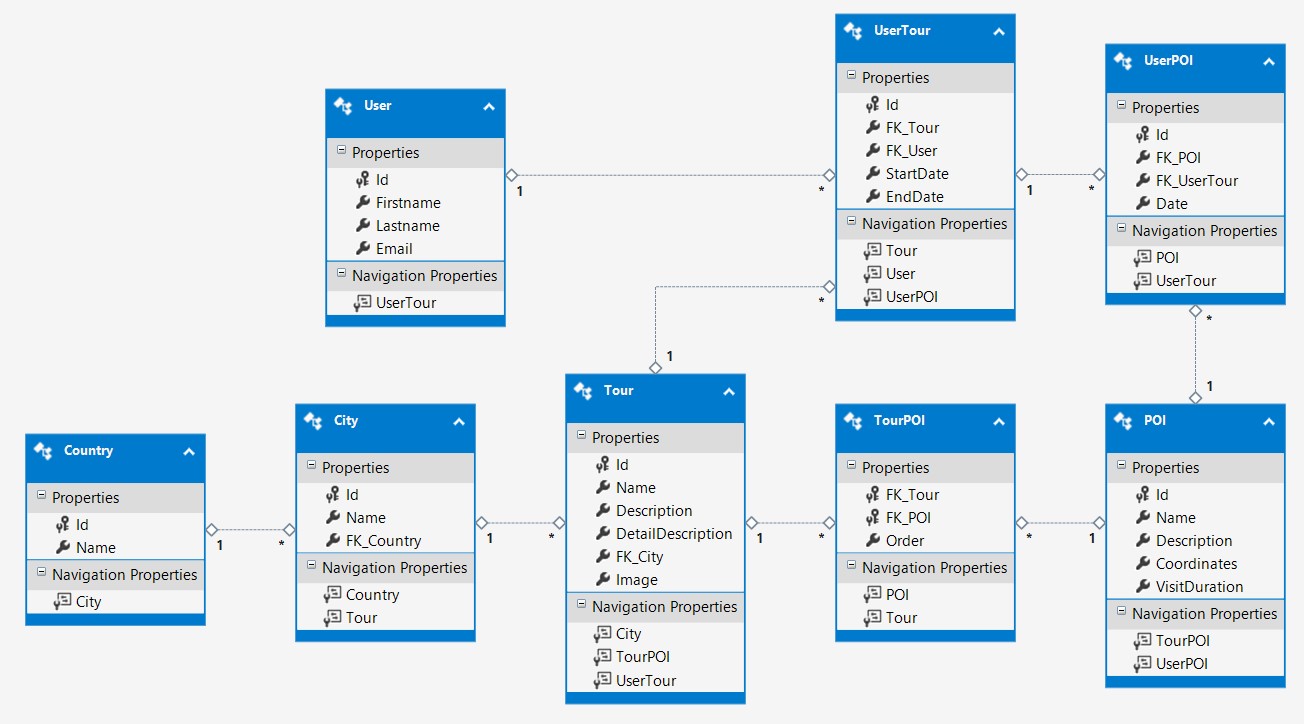 User
Properties
Id
Firstname
Lastname
Email
Navigation Properties
UserTour
1
*
UserTour
Properties
Id
FK_Tour
FK_User
StartDate
EndDate
Navigation Properties
Tour
User
UserPOI
1
*
UserPOI
Properties
Id
FK_POI
FK_UserTour
Date
Navigation Properties
POI
UserTour
*
1
*
1
Country
Properties
Id
Name
Navigation Properties
City
1
*
City
Properties
Id
Name
FK_Country
Navigation Properties
Country
Tour
1
*
Tour
Properties
Id
Name
Description
DetailDescription
FK_City
Image
Navigation Properties
City
TourPOI
UserTour
1
*
TourPOI
Properties
FK_Tour
FK_POI
Order
Navigation Properties
POI
Tour
*
1
POI
Properties
Id
Name
Description
Coordinates
VisitDuration
Navigation Properties
TourPOI
UserPOI